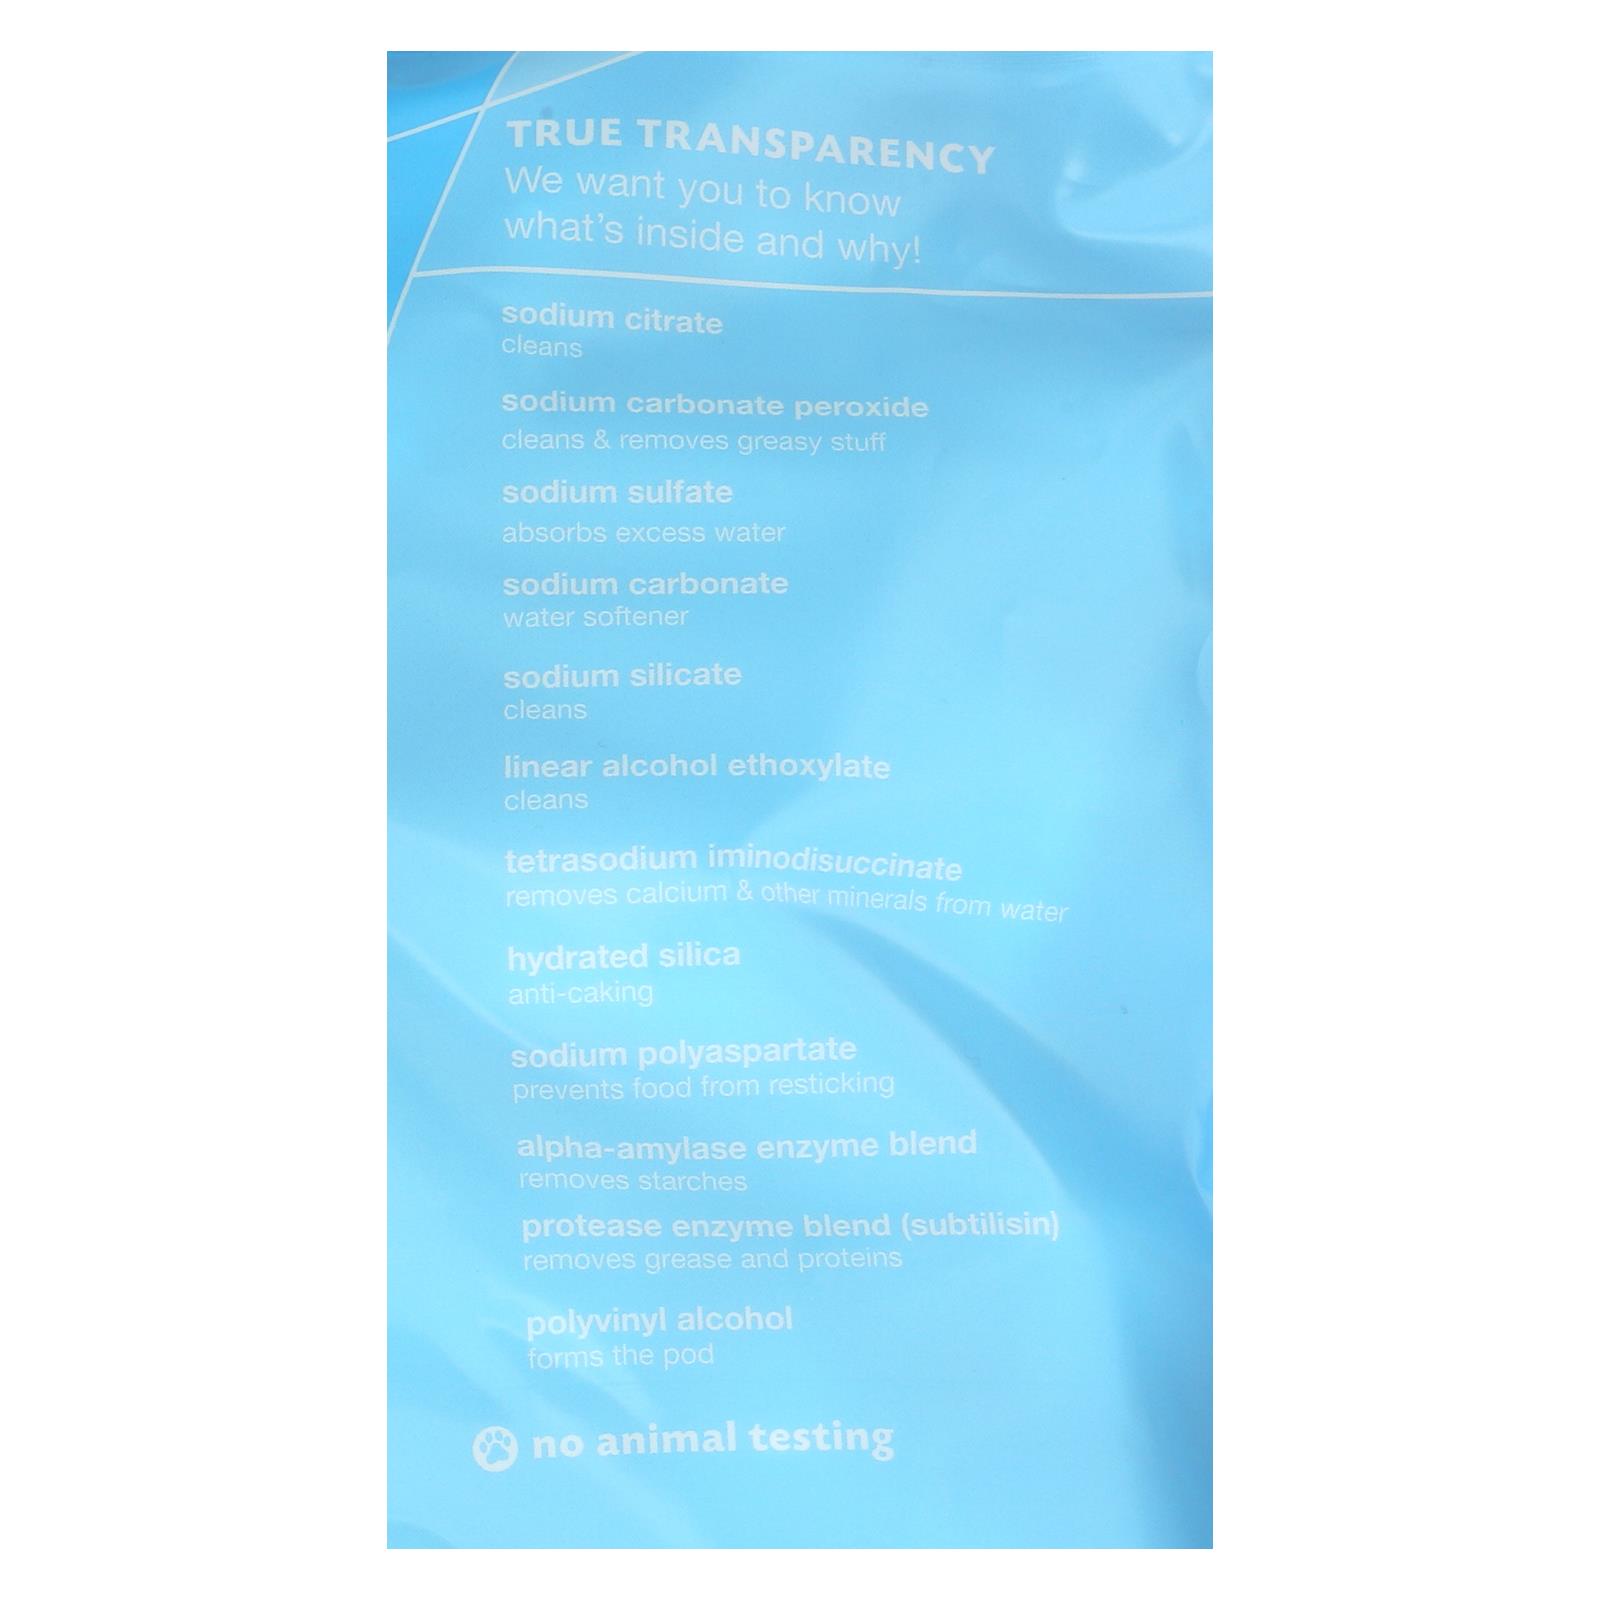 TRUE TRANSPARENCY
We want you to know
what's inside and why!
sodium citrate
cleans
sodium carbonate peroxide
cleans & removes greasy stuff
sodium sulfate
absorbs excess water
sodium carbonate
water softener
sodium silicate
cleans
linear alcohol ethoxylate
cleans
tetrasodium iminodisuccinate
removes calcium & other minerals from water
hydrated silica
anti-caking
sodium polyaspartate
prevents food from resticking
alpha-amylase enzyme blend
removes starches
protease enzyme blend (subtilisin)
removes grease and proteins
polyvinyl alcohol
forms the pod
no animal testing